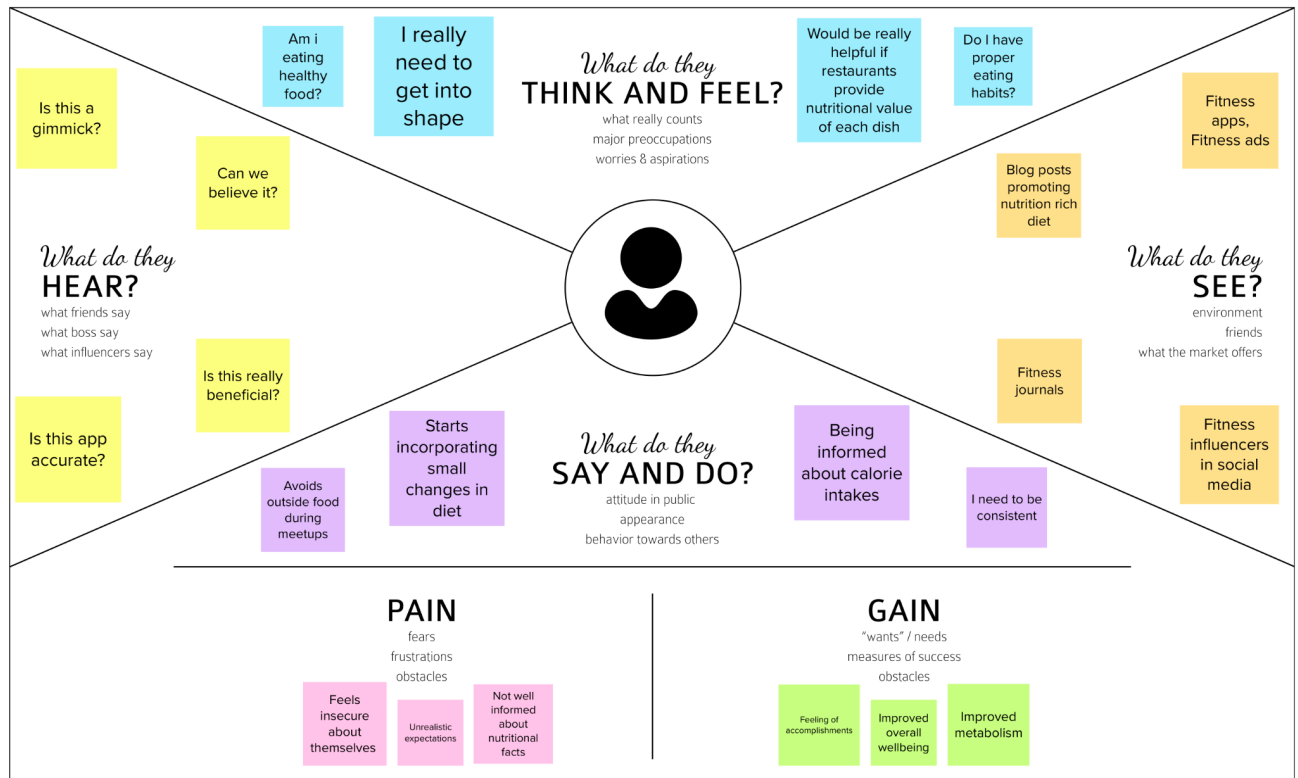 Am i
eating
healthy
food?
I really
need to
get into
shape
What do they
THINK AND FEEL?
what really counts
major preoccupations
worries & aspirations
Would be really
helpful if
restaurants
provide
nutritional value
of each dish
Do I have
proper
eating
habits?
Is this a
gimmick?
Can we
believe it?
What do they
HEAR?
what friends say
what boss say
what influencers say
Is this really
beneficial?
Is this app
accurate?
Fitness
apps,
Fitness ads
Blog posts
promoting
nutrition rich
diet
What do they
SEE?
environment
friends
what the market offers
Fitness
journals
Fitness
influencers
in social
media
Avoids
outside food
during
meetups
Starts
incorporating
small
changes in
diet
What do they
SAY AND DO?
attitude in public
appearance
behavior towards others
Being
informed
about calorie
intakes
I need to be
consistent
PAIN
fears
frustrations
obstacles
Feels
insecure
about
themselves
Unrealistic
expectations
Not well
informed
about
nutritional
facts
GAIN
"wants" / needs
measures of success
obstacles
Feeling of
accomplishments
Improved
overall
wellbeing
Improved
metabolism